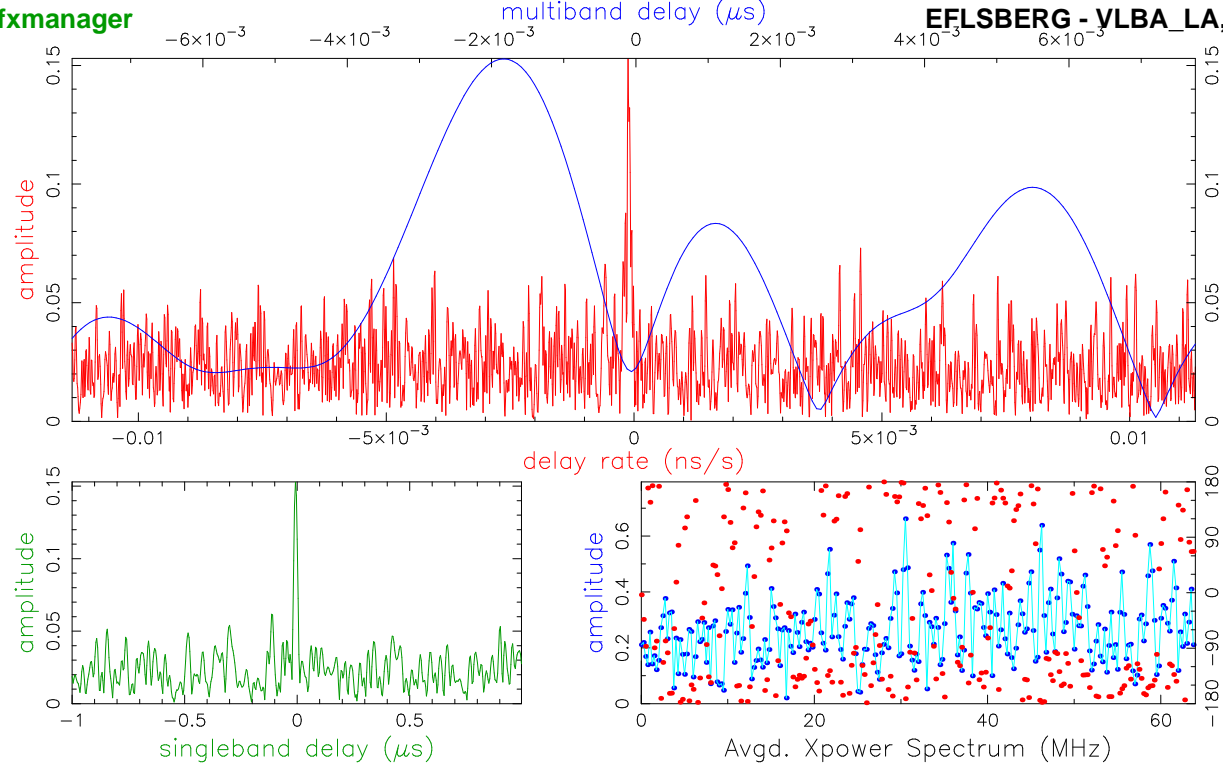 fxmanager
multiband delay (μs)
EFLSBERG - VLBA_LA,
−6×10⁻³ −4×10⁻³ −2×10⁻³ 0 2×10⁻³ 4×10⁻³ 6×10⁻³
amplitude
0 0.05 0.1 0.15
0 0.05 0.1 0.15
−0.01 −5×10⁻³ 0 5×10⁻³ 0.01
delay rate (ns/s)
amplitude
0 0.05 0.1 0.15
−1 −0.5 0 0.5
singleband delay (μs)
amplitude
0 0.2 0.4 0.6
−180 −90 0 90 180
0 20 40 60
Avgd. Xpower Spectrum (MHz)